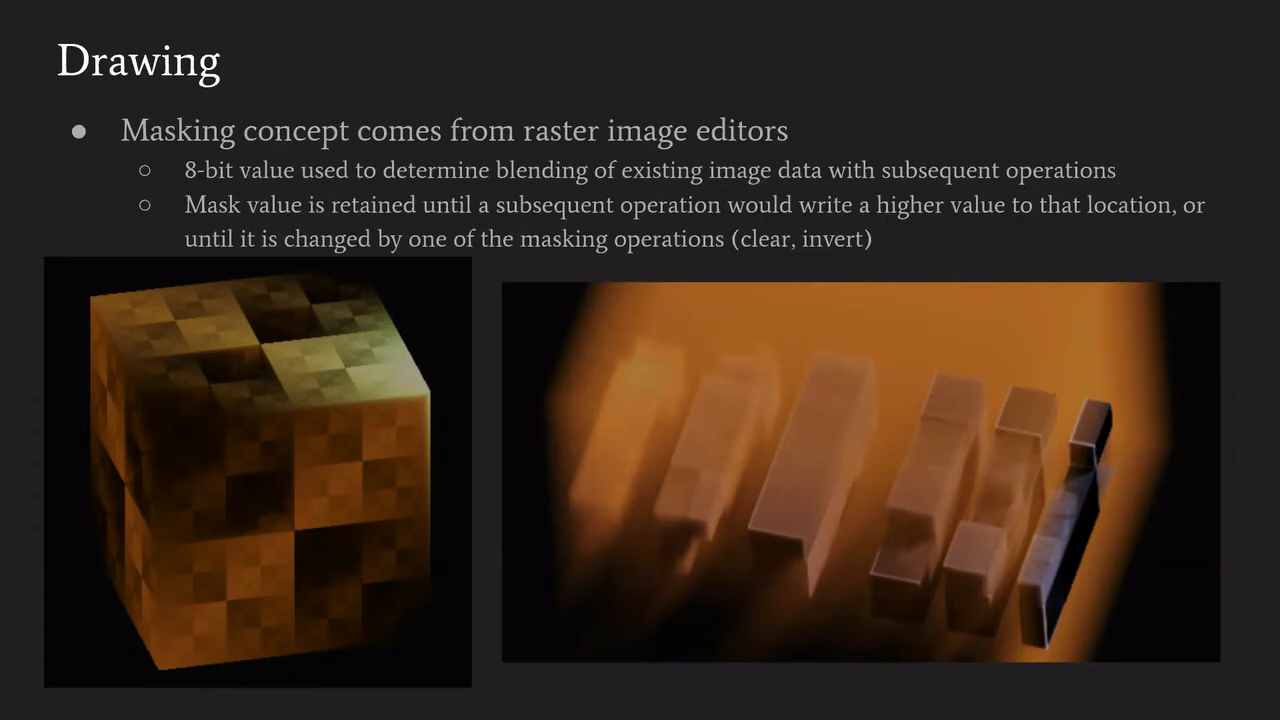 Drawing
● Masking concept comes from raster image editors
○ 8-bit value used to determine blending of existing image data with subsequent operations
○ Mask value is retained until a subsequent operation would write a higher value to that location, or
until it is changed by one of the masking operations (clear, invert)